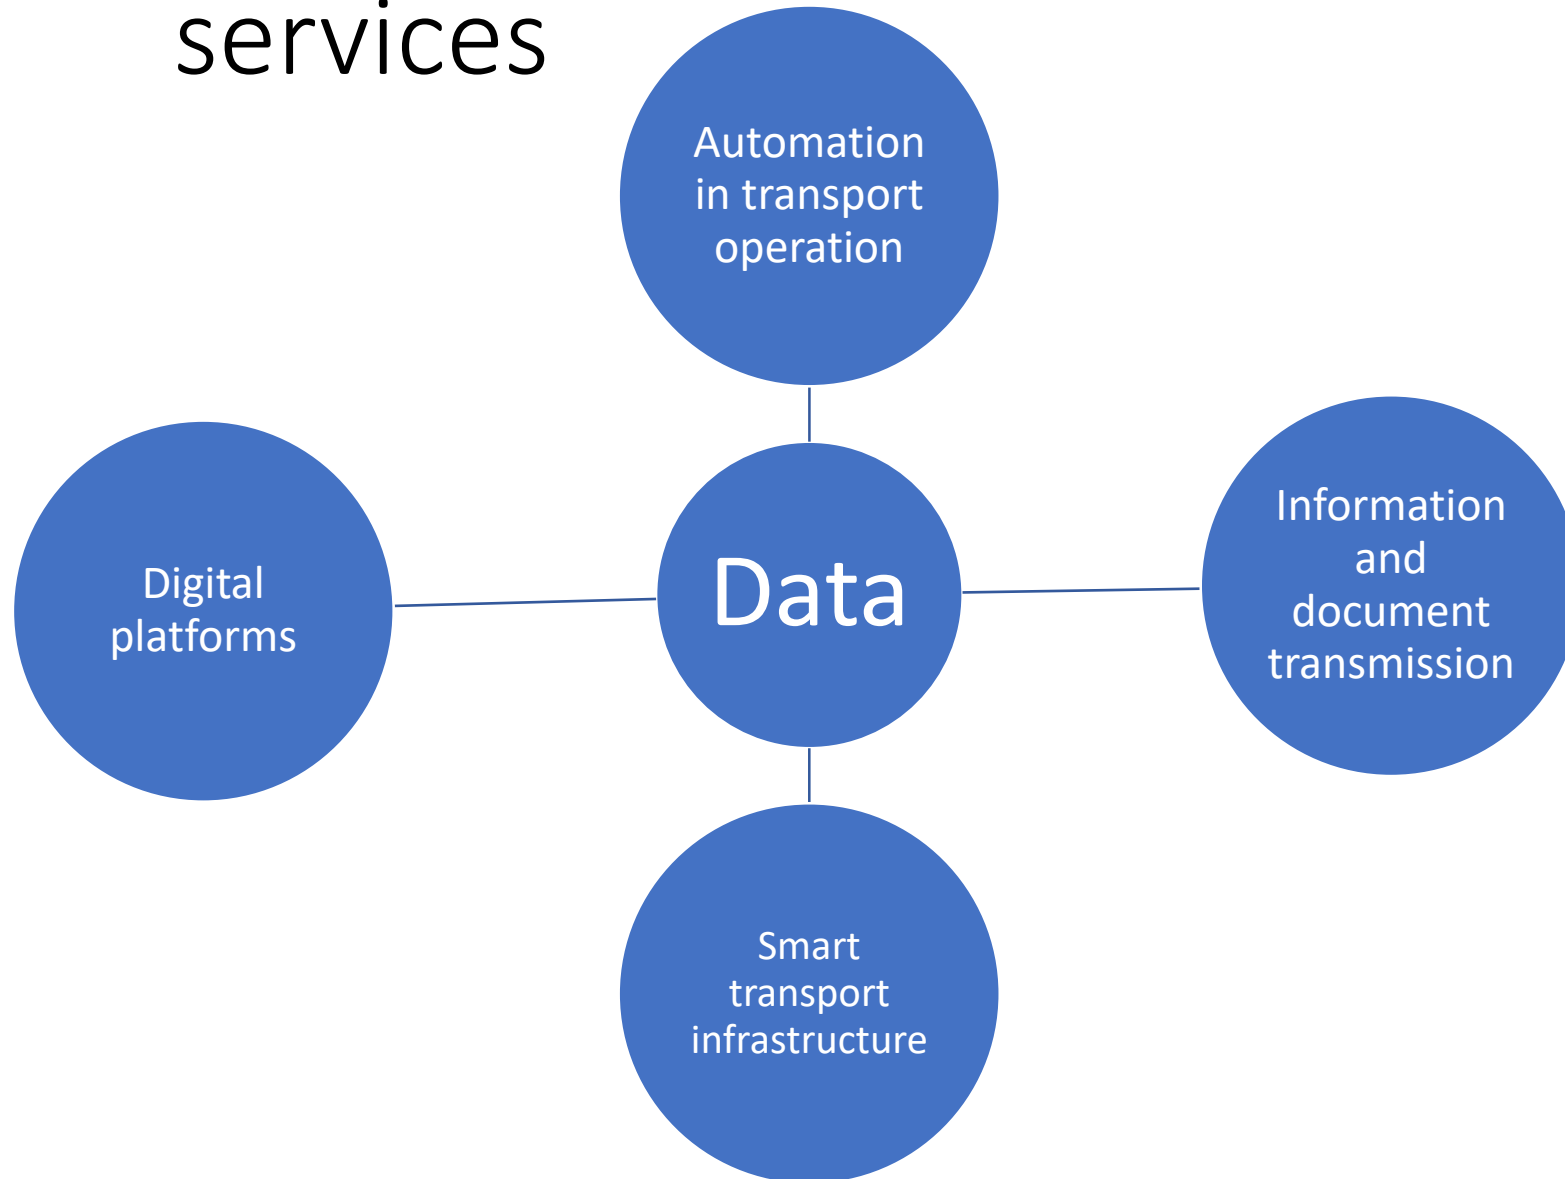 services
Automation
in transport
operation
Digital
platforms
Data
Information
and
document
transmission
Smart
transport
infrastructure